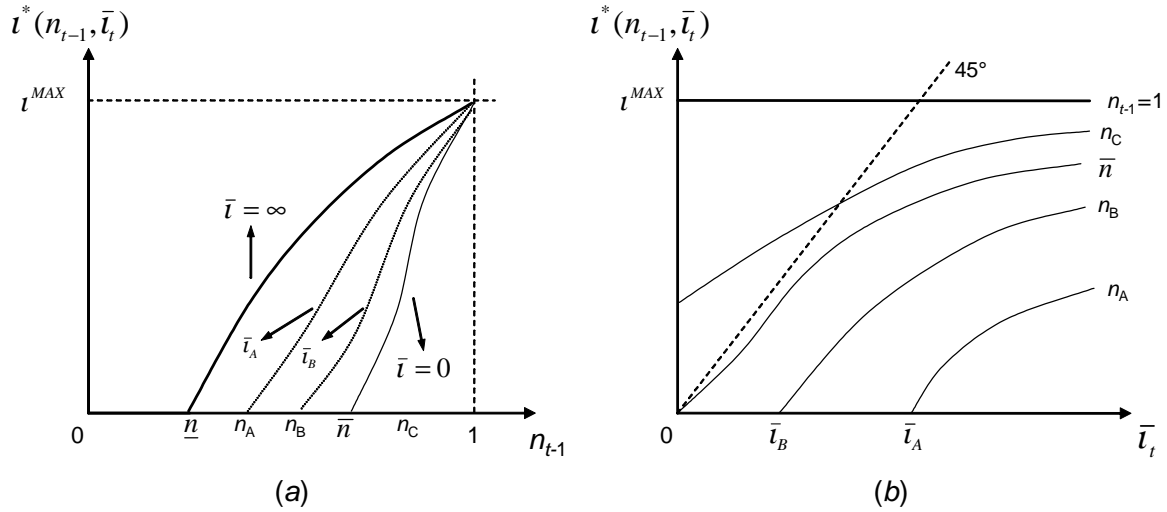 ι*(n_{t-1}, ῑ_t)
ι^{MAX}
ῑ = ∞
ῑ_A
ῑ_B
ῑ = 0
0
n̲
n_A
n_B
n̄
n_C
1
n_{t-1}
(a)
ι*(n_{t-1}, ῑ_t)
45°
ι^{MAX}
n_{t-1}=1
n_C
n̄
n_B
n_A
0
ῑ_B
ῑ_A
ῑ_t
(b)